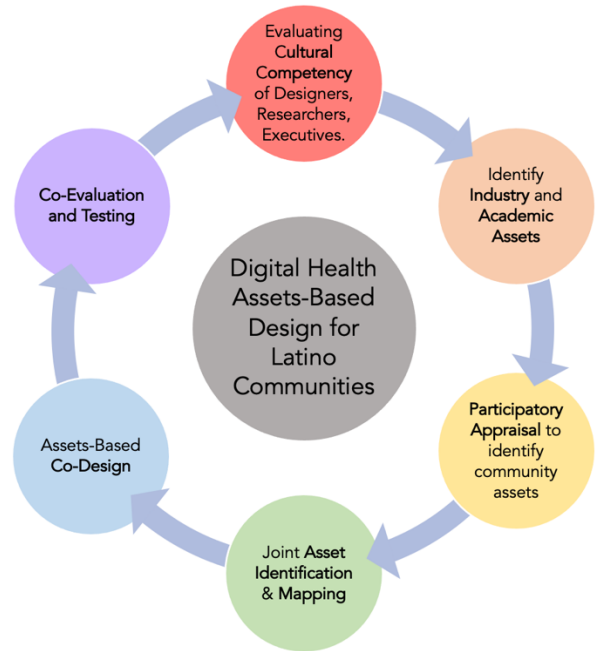 Evaluating
Cultural
Competency
of Designers,
Researchers,
Executives.
Identify
Industry and
Academic
Assets
Participatory
Appraisal to
identify
community
assets
Joint Asset
Identification
& Mapping
Assets-Based
Co-Design
Co-Evaluation
and Testing
Digital Health
Assets-Based
Design for
Latino
Communities